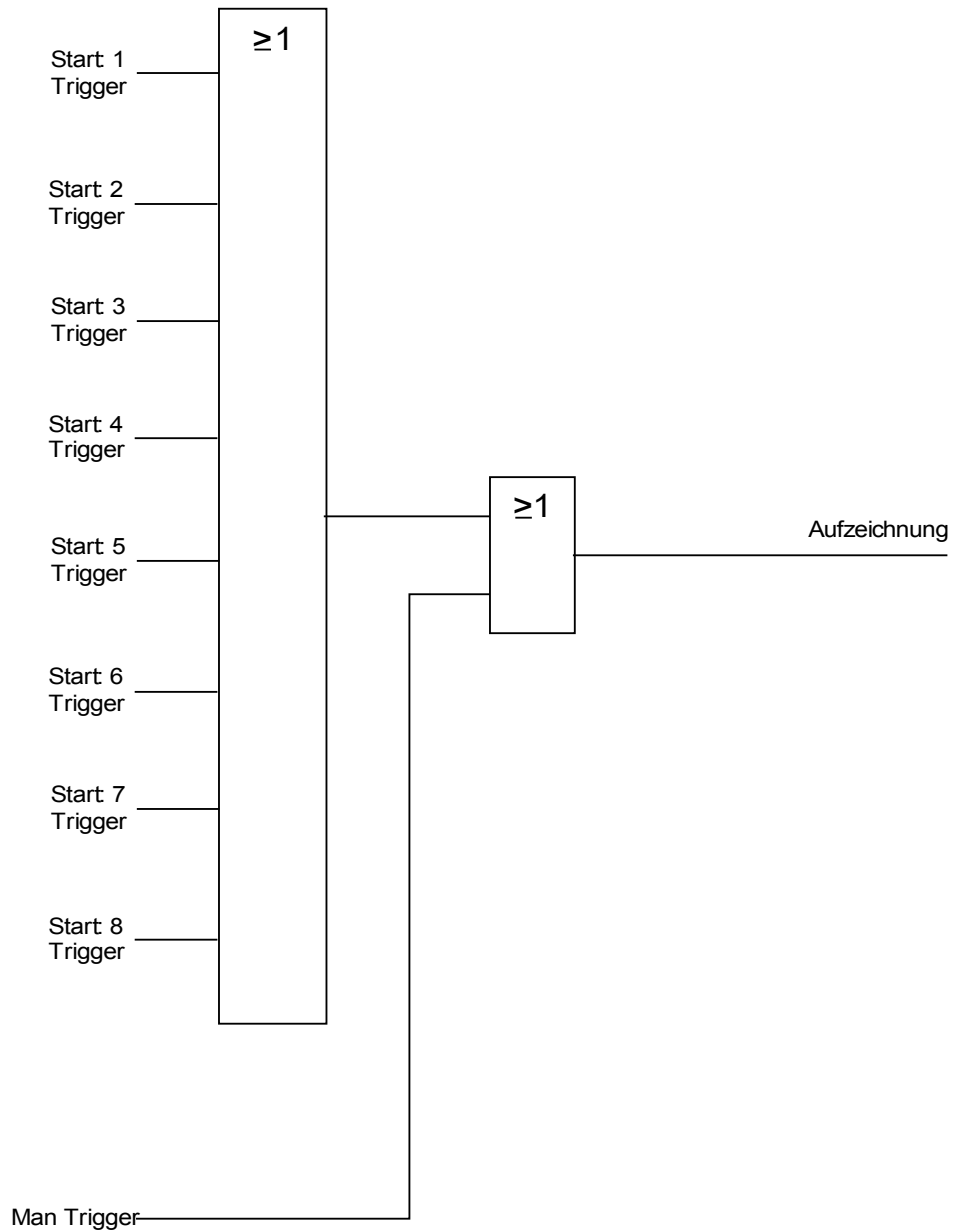 ≥1
Start 1
Trigger
Start 2
Trigger
Start 3
Trigger
Start 4
Trigger
≥1
Aufzeichnung
Start 5
Trigger
Start 6
Trigger
Start 7
Trigger
Start 8
Trigger
Man Trigger